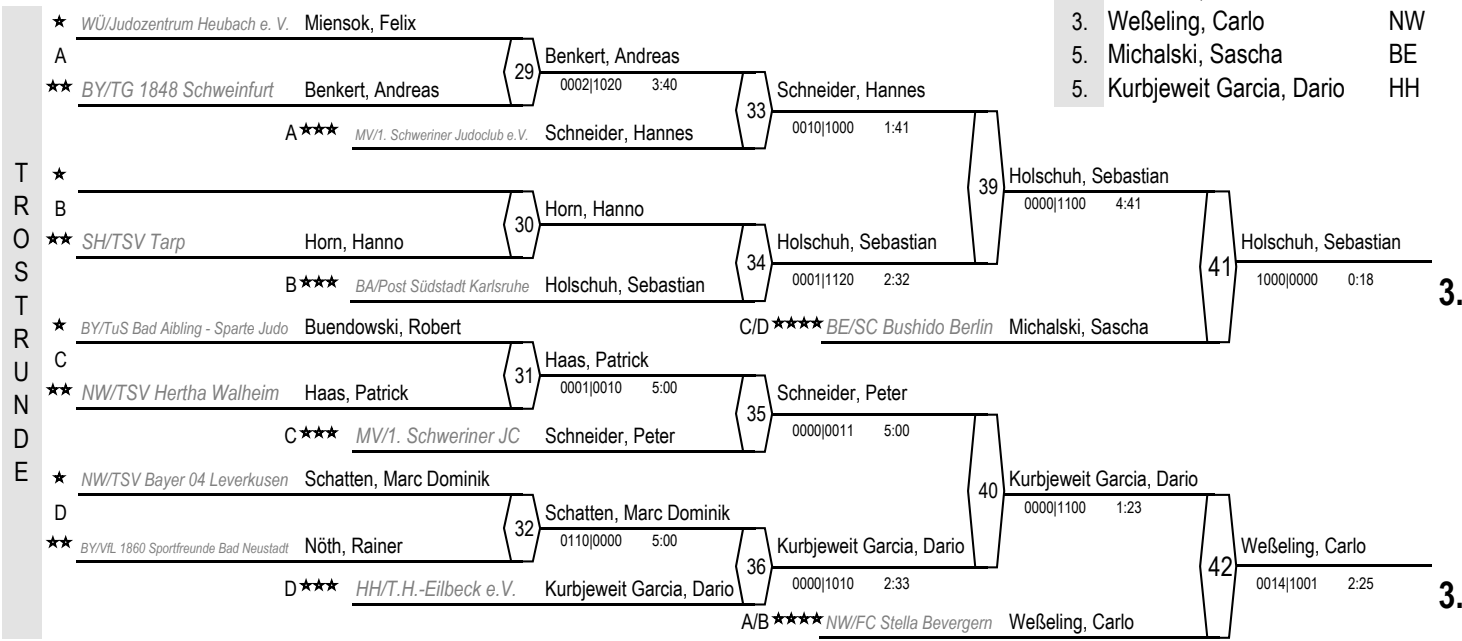 ★ WÜ/Judozentrum Heubach e. V. Miensok, Felix
A
★★ BY/TG 1848 Schweinfurt Benkert, Andreas
29
Benkert, Andreas
0002|1020 3:40
A★★★ MV/1. Schweriner Judoclub e.V. Schneider, Hannes
33
Schneider, Hannes
0010|1000 1:41
3. Weßeling, Carlo NW
5. Michalski, Sascha BE
5. Kurbjeweit Garcia, Dario HH
TROSTRUNDE
★
B
★★ SH/TSV Tarp Horn, Hanno
30
Horn, Hanno
B★★★ BA/Post Südstadt Karlsruhe Holschuh, Sebastian
34
Holschuh, Sebastian
0001|1120 2:32
39
Holschuh, Sebastian
0000|1100 4:41
C/D★★★★ BE/SC Bushido Berlin Michalski, Sascha
41
Holschuh, Sebastian
1000|0000 0:18
3.
★ BY/TuS Bad Aibling - Sparte Judo Buendowski, Robert
C
★★ NW/TSV Hertha Walheim Haas, Patrick
31
Haas, Patrick
0001|0010 5:00
C★★★ MV/1. Schweriner JC Schneider, Peter
35
Schneider, Peter
0000|0011 5:00
★ NW/TSV Bayer 04 Leverkusen Schatten, Marc Dominik
D
★★ BY/VfL 1860 Sportfreunde Bad Neustadt Nöth, Rainer
32
Schatten, Marc Dominik
0110|0000 5:00
D★★★ HH/T.H.-Eilbeck e.V. Kurbjeweit Garcia, Dario
36
Kurbjeweit Garcia, Dario
0000|1010 2:33
40
Kurbjeweit Garcia, Dario
0000|1100 1:23
A/B★★★★ NW/FC Stella Bevergern Weßeling, Carlo
42
Weßeling, Carlo
0014|1001 2:25
3.